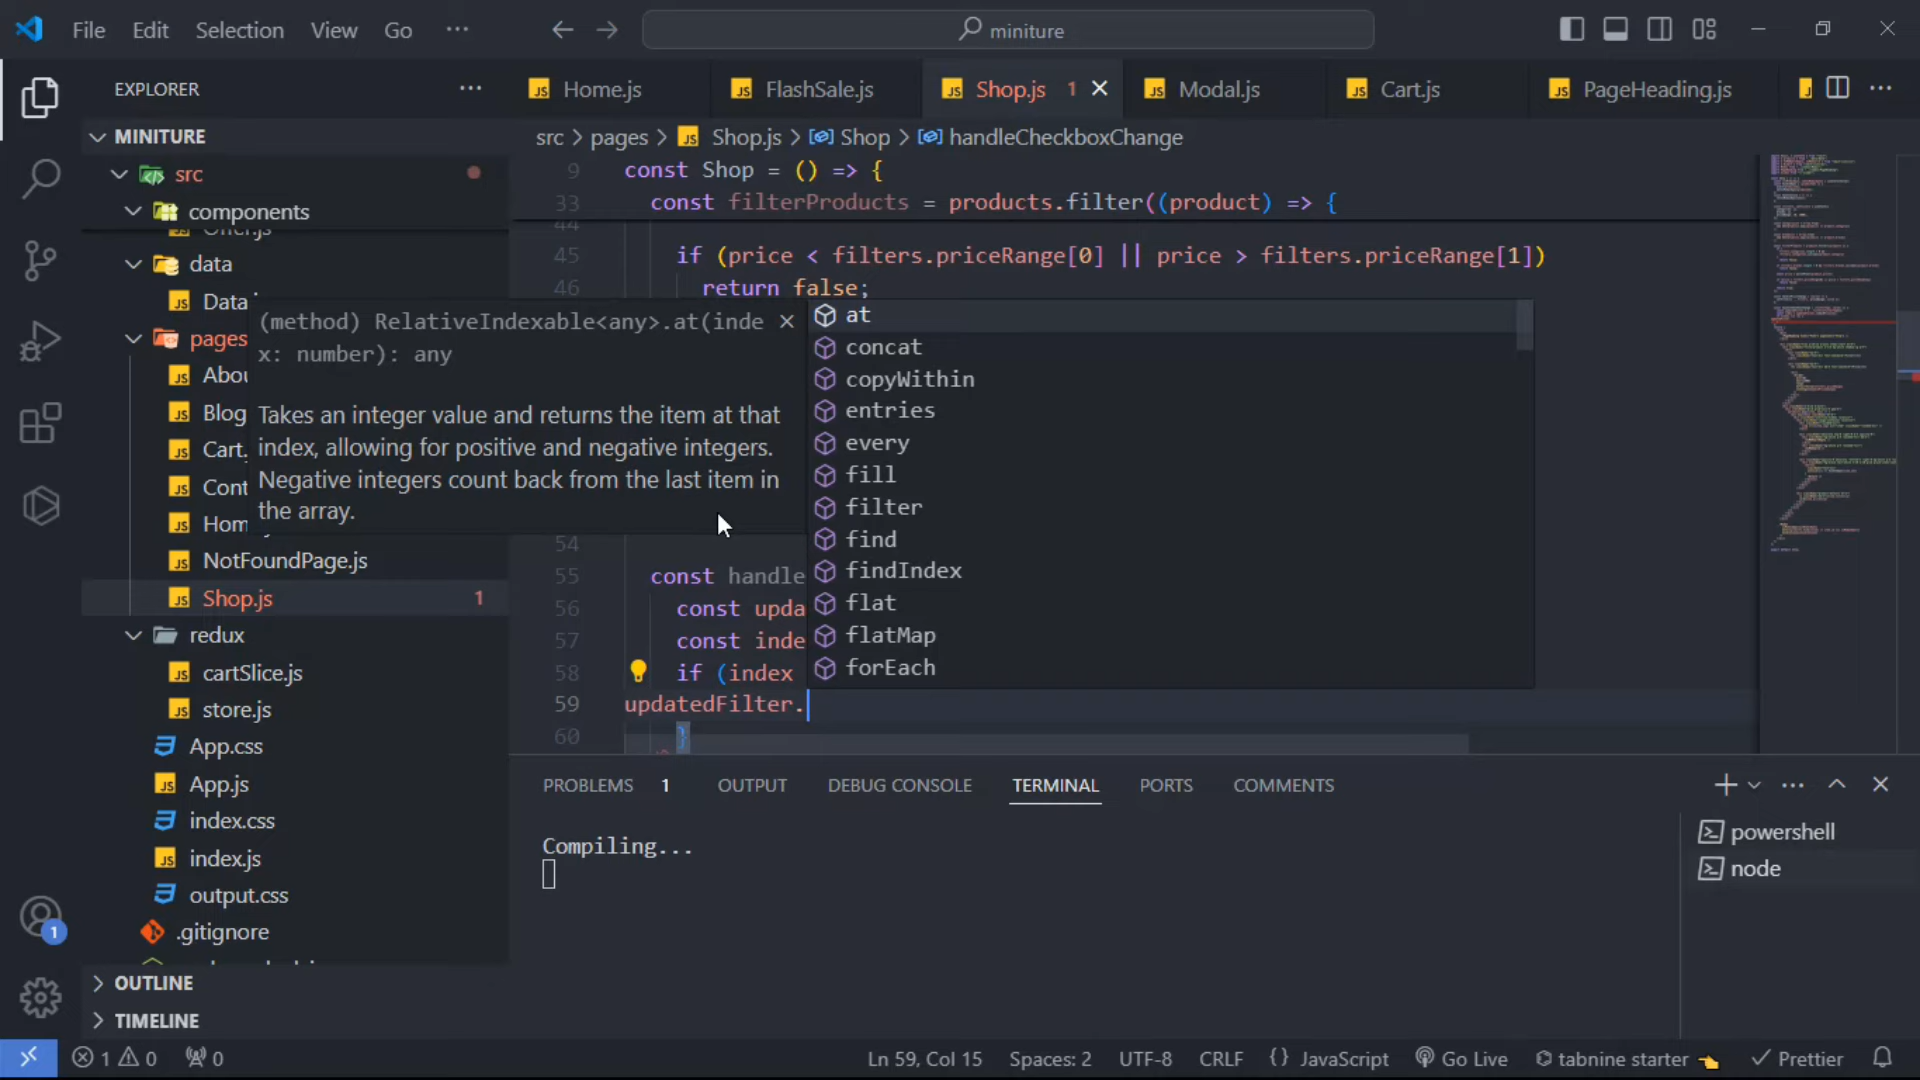 File Edit Selection View Go ...
miniture
EXPLORER
Home.js FlashSale.js Shop.js 1 Modal.js Cart.js PageHeading.js
MINITURE
src > pages > Shop.js > Shop > handleCheckboxChange
src
components
Offer.js
data
Data
pages
Abou
Blog
Cart.
Cont
Hom
NotFoundPage.js
Shop.js 1
redux
cartSlice.js
store.js
App.css
App.js
index.css
index.js
output.css
.gitignore
OUTLINE
TIMELINE
9 const Shop = () => {
33 const filterProducts = products.filter((product) => {
44
45 if (price < filters.priceRange[0] || price > filters.priceRange[1])
46 return false;
(method) RelativeIndexable<any>.at(inde
x: number): any
Takes an integer value and returns the item at that
index, allowing for positive and negative integers.
Negative integers count back from the last item in
the array.
at
concat
copyWithin
entries
every
fill
filter
find
findIndex
flat
flatMap
forEach
54
55 const handle
56 const upda
57 const inde
58 if (index
59 updatedFilter.
60 }
PROBLEMS 1 OUTPUT DEBUG CONSOLE TERMINAL PORTS COMMENTS
Compiling...
powershell
node
1
1 0 0 Ln 59, Col 15 Spaces: 2 UTF-8 CRLF {} JavaScript Go Live tabnine starter Prettier